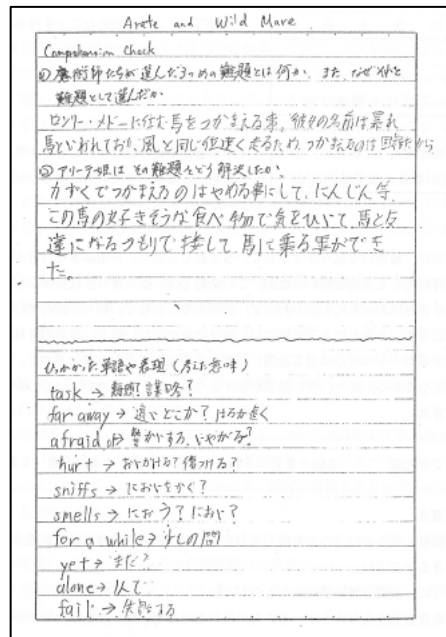 Arete and Wild Mare
Comprehension Check
① 魔術師たちが選んだ3つめの難題とは何か、また、なぜそれを
難題として選んだか
ロンリー・メドーに住む馬をつかまえる事。彼女の名前は暴れ
馬といわれており、風と同じ位速く走るため、つかまえるのは困難だから
② アリーテ姫はその難題をどう解決したか。
力ずくでつかまえるのはやめる事にして、にんじん等、
この馬の好きそうな食べ物で気をひいて、馬と友
達になるつもりで接して馬に乗る事ができ
た。
ひっかかった単語や表現(考えた意味)
task → 難題?謀略?
far away → 遠いどこか?はるか遠く
afraid of → 警かいする、いやがる?
hurt → おいかける?傷つける?
sniffs → においをかぐ?
smells → におう?におい?
for a while → 少しの間
yet → まだ?
alone → 1人で
fail → 失敗する